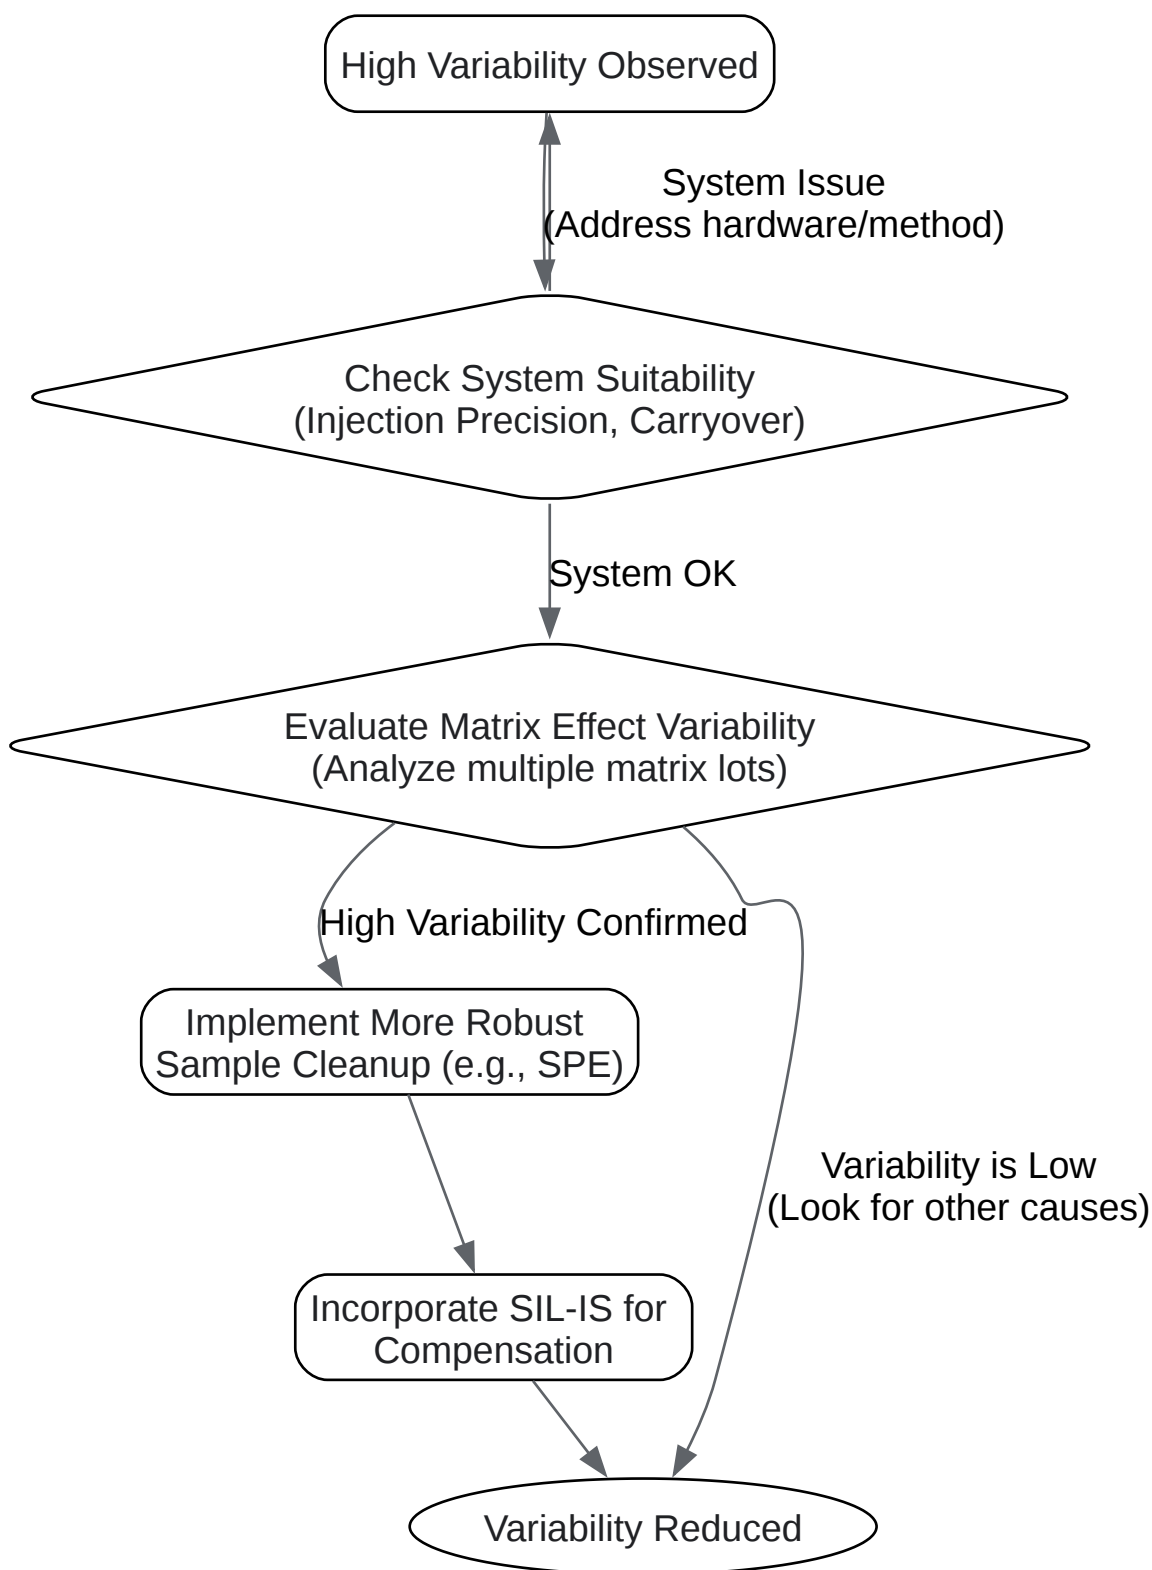 High Variability Observed
System Issue
(Address hardware/method)
Check System Suitability
(Injection Precision, Carryover)
System OK
Evaluate Matrix Effect Variability
(Analyze multiple matrix lots)
High Variability Confirmed
Implement More Robust
Sample Cleanup (e.g., SPE)
Variability is Low
(Look for other causes)
Incorporate SIL-IS for
Compensation
Variability Reduced